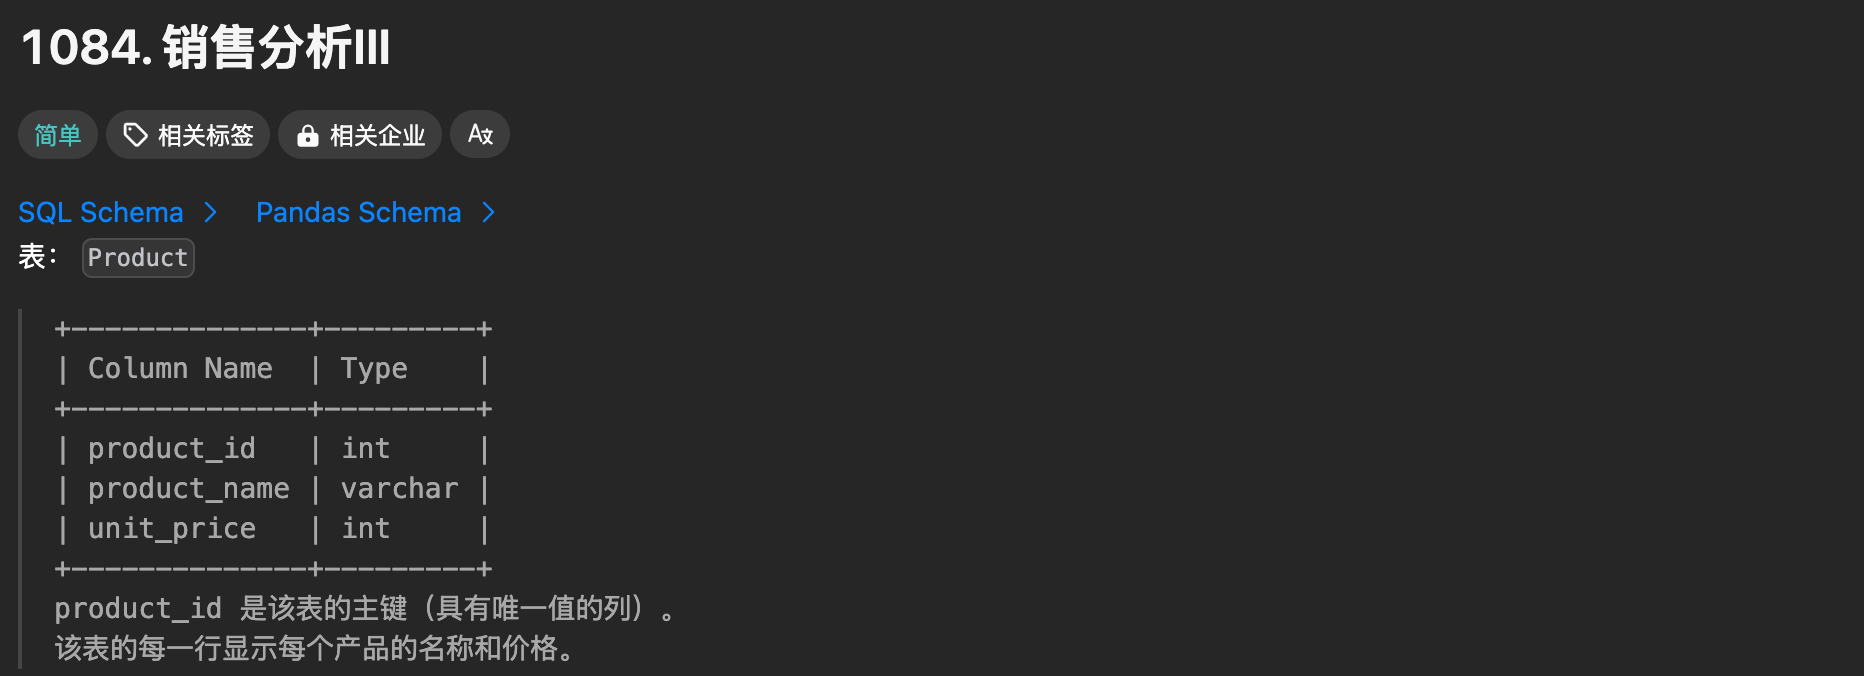 1084. 销售分析III
简单 相关标签 相关企业
SQL Schema > Pandas Schema >
表： Product
+--------------+---------+
| Column Name  | Type    |
+--------------+---------+
| product_id   | int     |
| product_name | varchar |
| unit_price   | int     |
+--------------+---------+
product_id 是该表的主键（具有唯一值的列）。
该表的每一行显示每个产品的名称和价格。